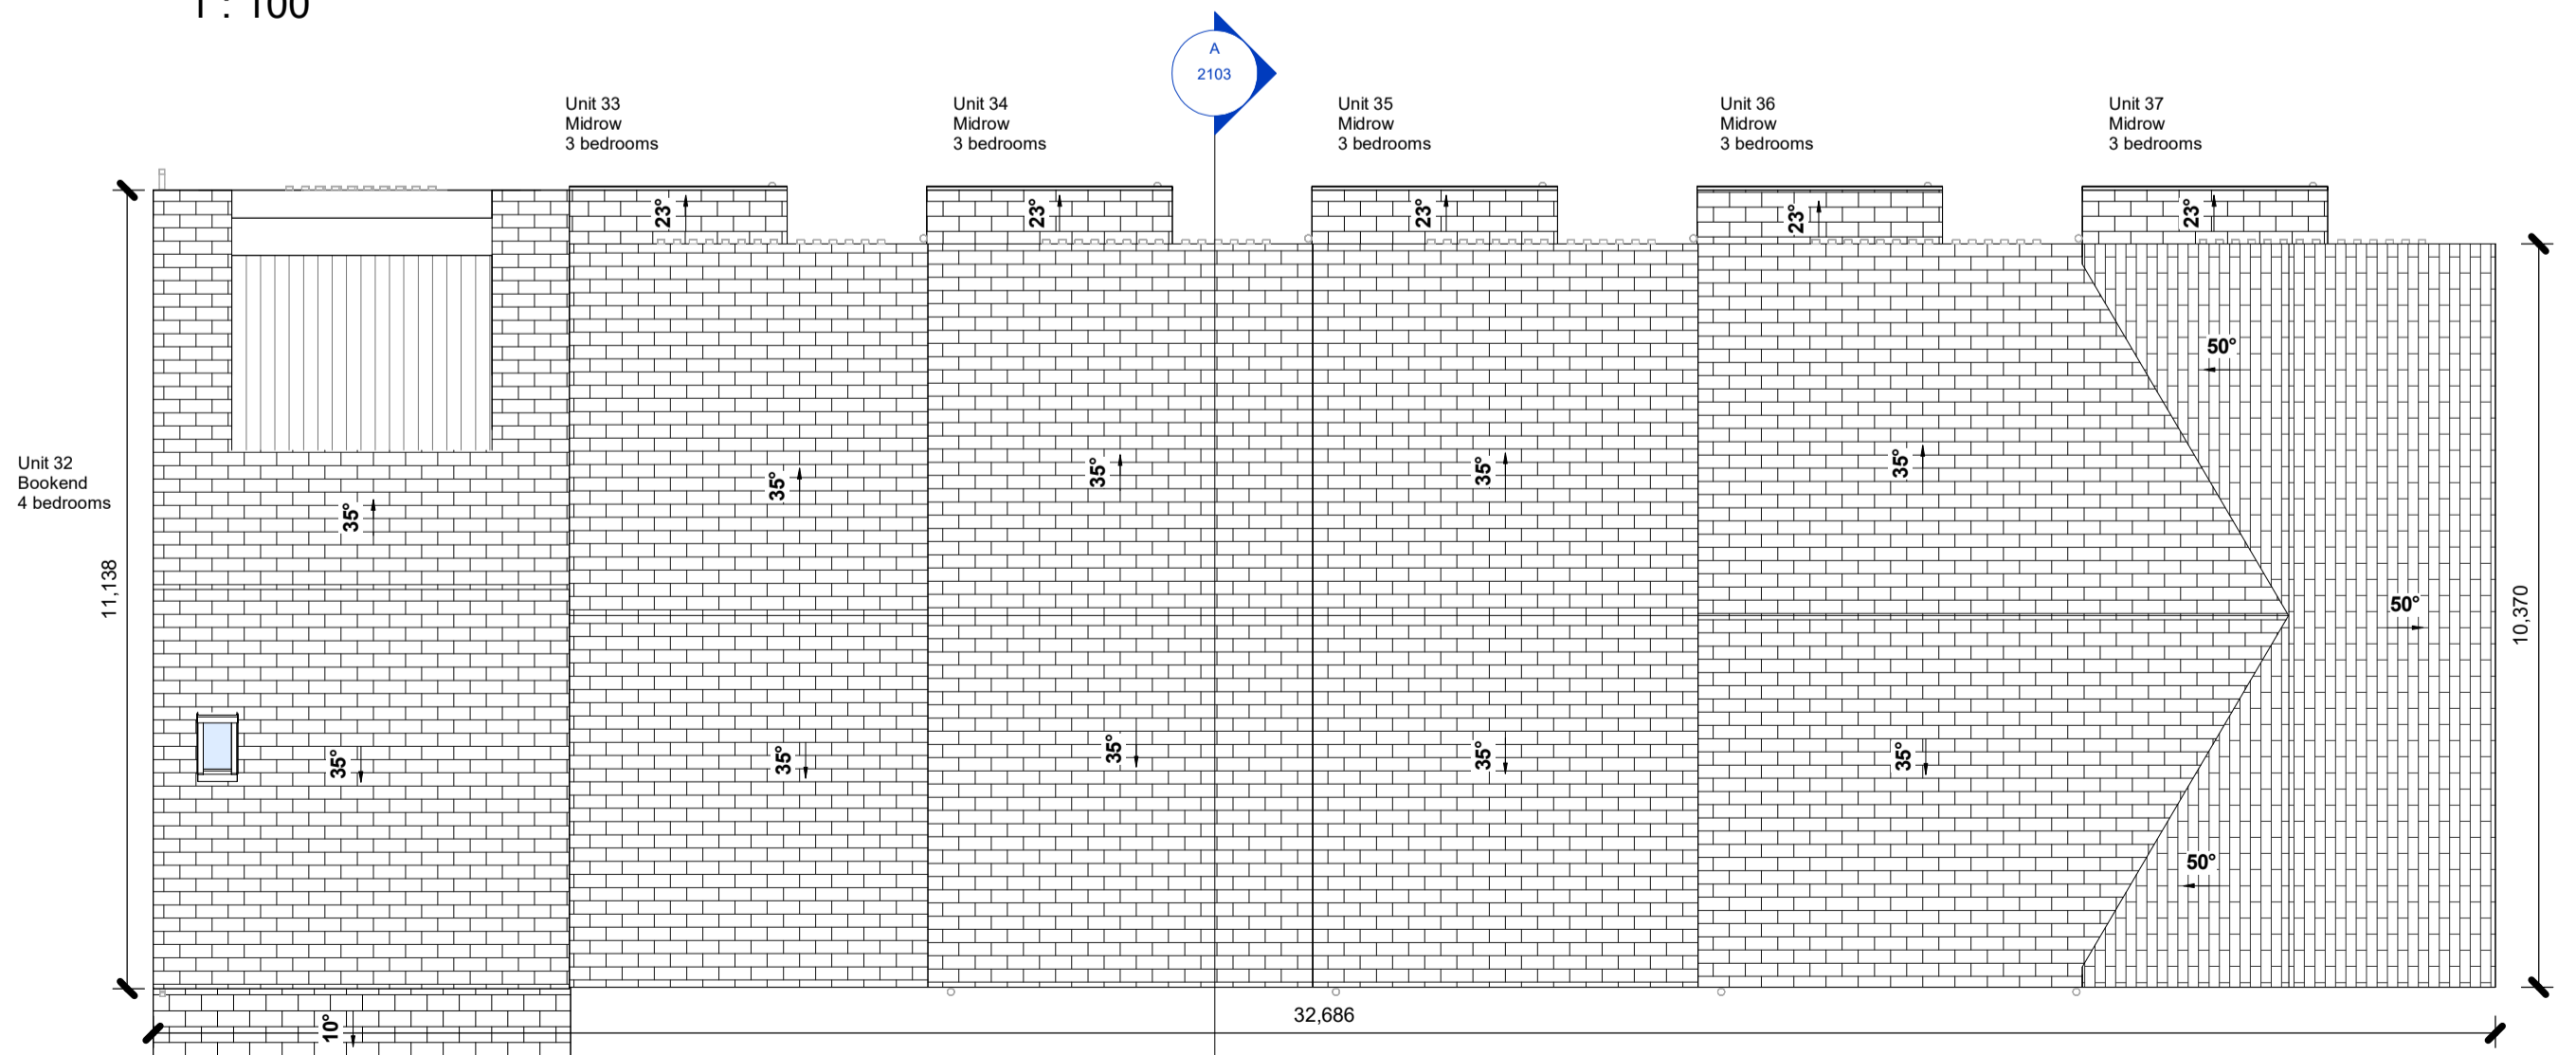 1 : 100
A
2103
Unit 33
Midrow
3 bedrooms
Unit 34
Midrow
3 bedrooms
Unit 35
Midrow
3 bedrooms
Unit 36
Midrow
3 bedrooms
Unit 37
Midrow
3 bedrooms
23°
23°
23°
23°
23°
50°
Unit 32
Bookend
4 bedrooms
35°
35°
35°
35°
35°
11,138
10,370
50°
35°
35°
35°
35°
35°
50°
32,686
10°